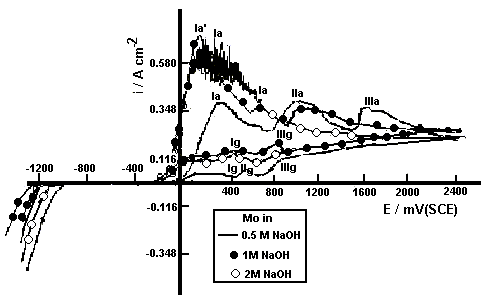 Ia'
Ia
i / A cm-2
0.580
Ia
Ia
IIa
IIIa
0.348
IIIg
Ig
0.116
-1200
-800
Ig
IIg
IIIg
400
800
1200
1600
2000
2400
E / mV(SCE)
-0.116
-0.348
Mo in
0.5 M NaOH
1M NaOH
2M NaOH